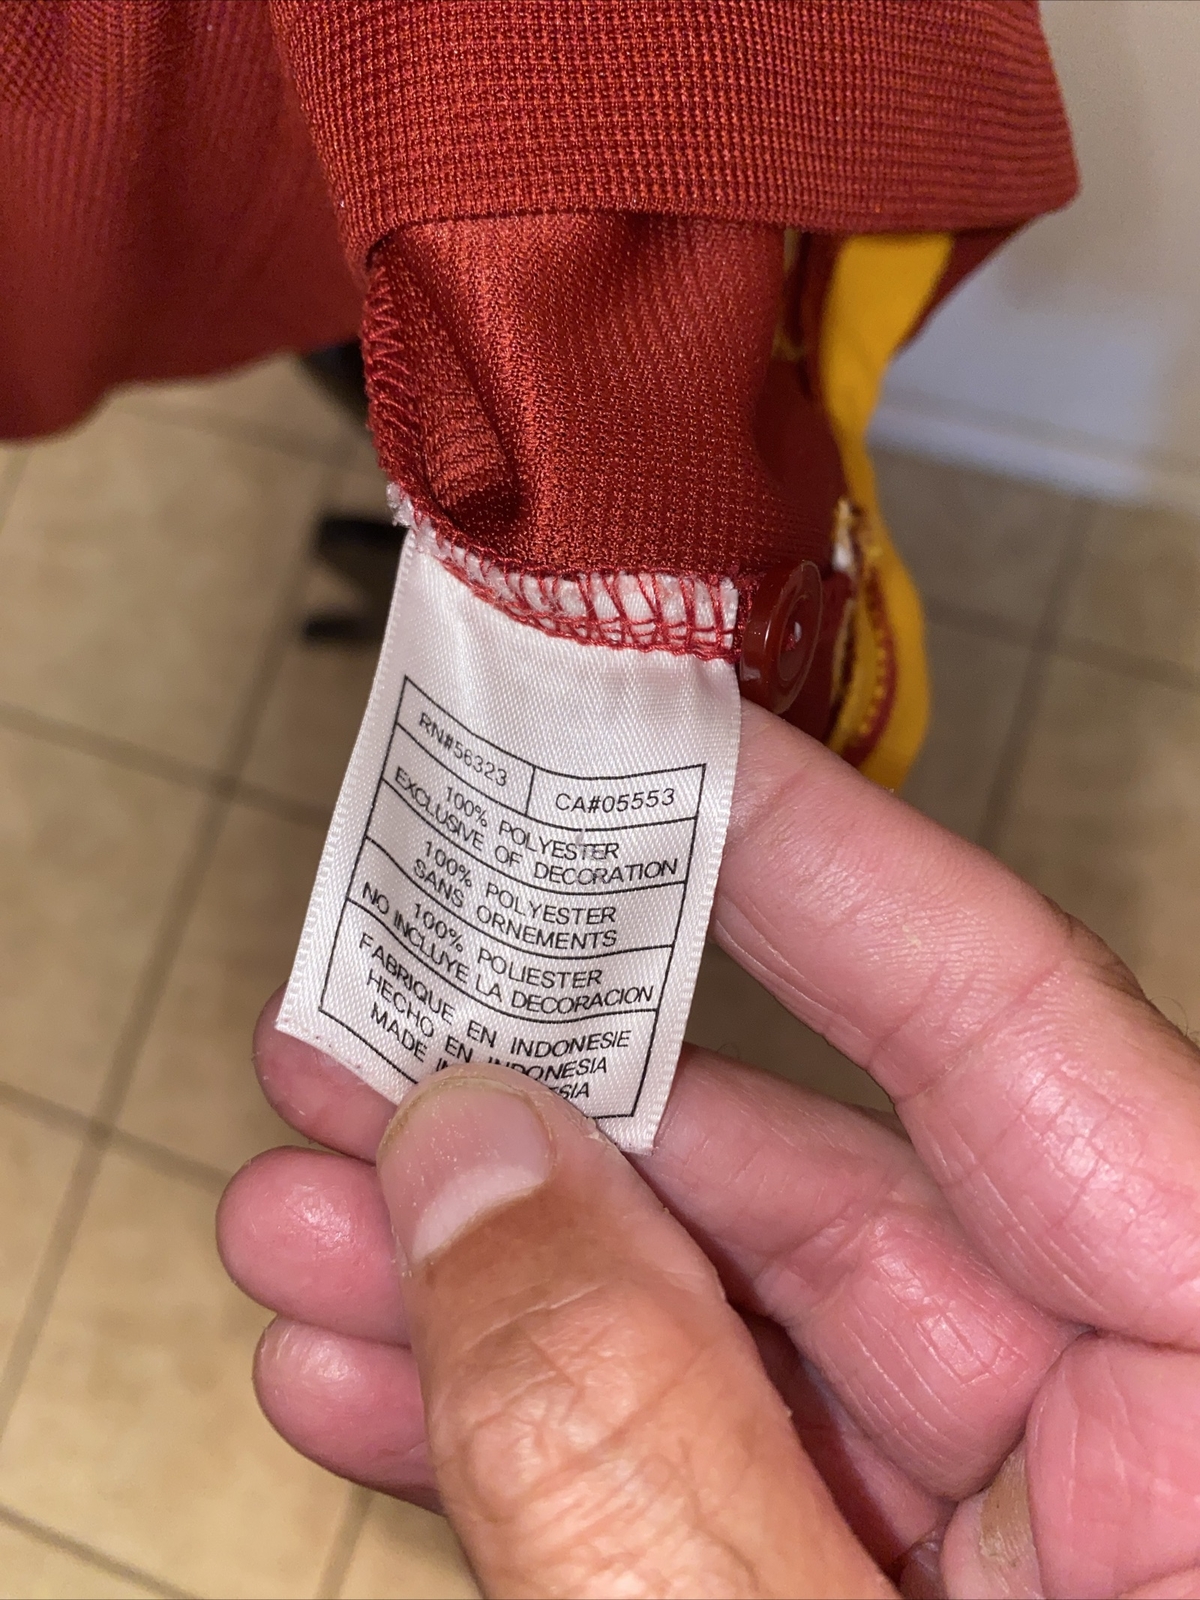 RN#56323 CA#05553
100% POLYESTER
EXCLUSIVE OF DECORATION
100% POLYESTER
SANS ORNEMENTS
100% POLIESTER
NO INCLUYE LA DECORACION
FABRIQUE EN INDONESIE
HECHO EN INDONESIA
MADE